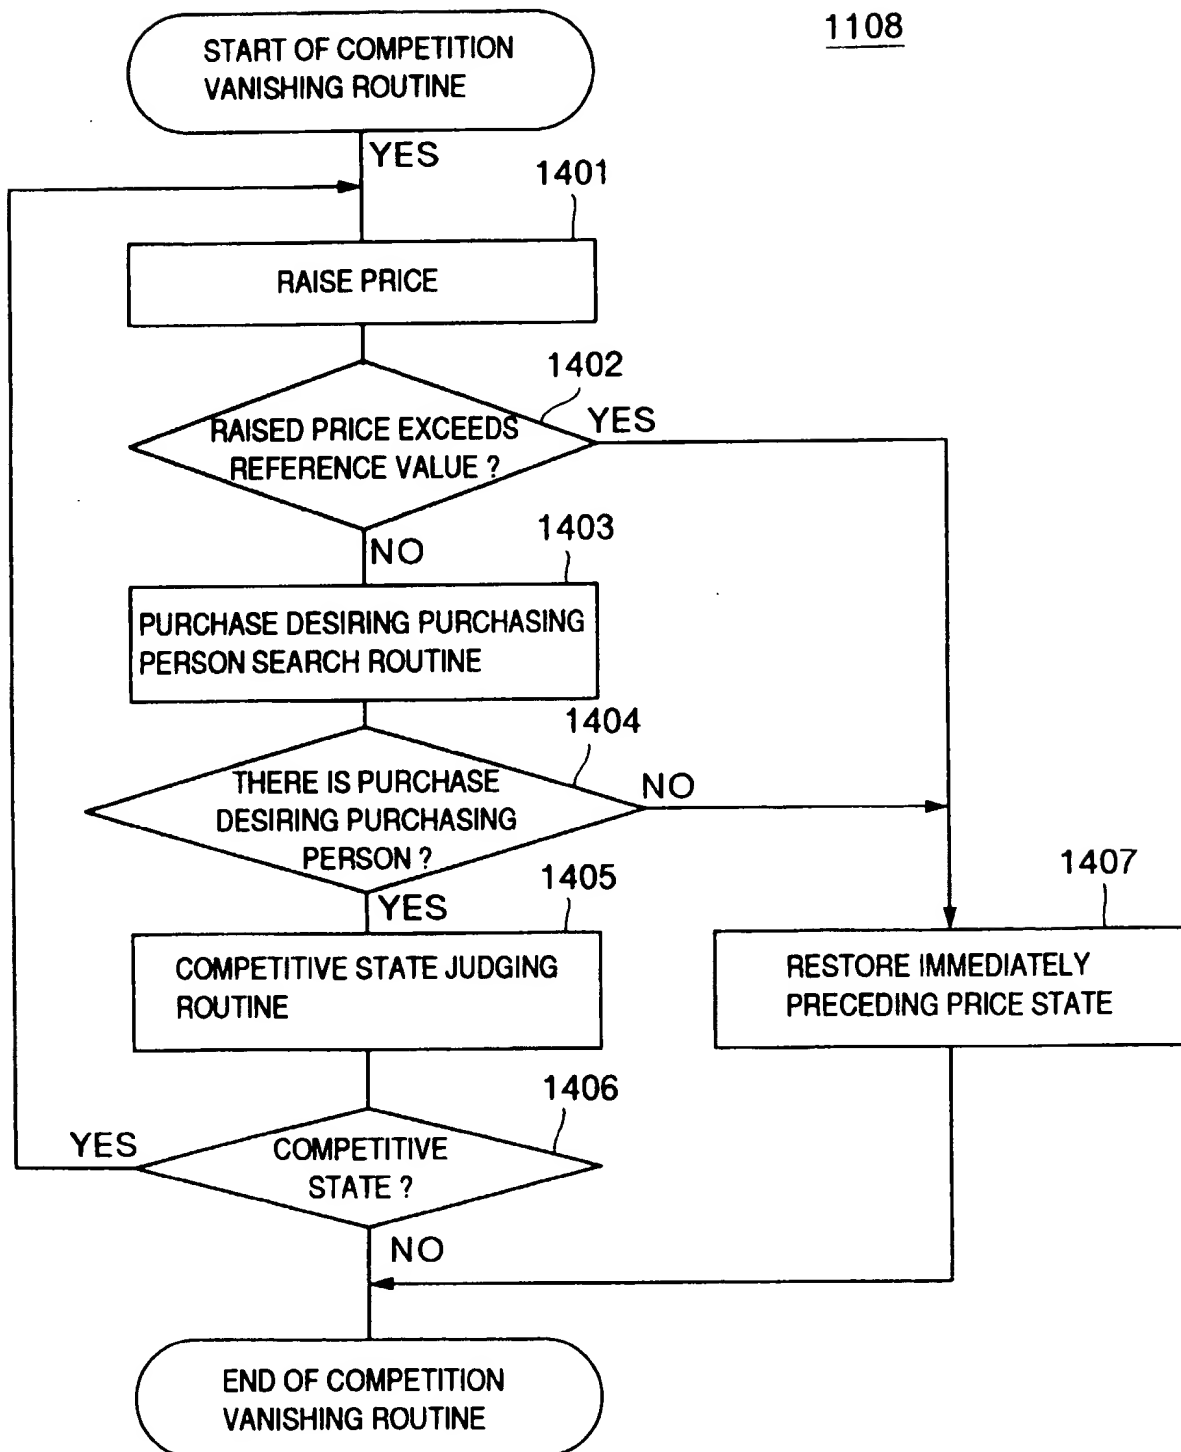 1108
START OF COMPETITION
VANISHING ROUTINE
YES
1401
RAISE PRICE
1402
RAISED PRICE EXCEEDS
REFERENCE VALUE ?
YES
NO
1403
PURCHASE DESIRING PURCHASING
PERSON SEARCH ROUTINE
1404
THERE IS PURCHASE
DESIRING PURCHASING
PERSON ?
NO
YES
1405
COMPETITIVE STATE JUDGING
ROUTINE
1407
RESTORE IMMEDIATELY
PRECEDING PRICE STATE
1406
COMPETITIVE
STATE ?
YES
NO
END OF COMPETITION
VANISHING ROUTINE